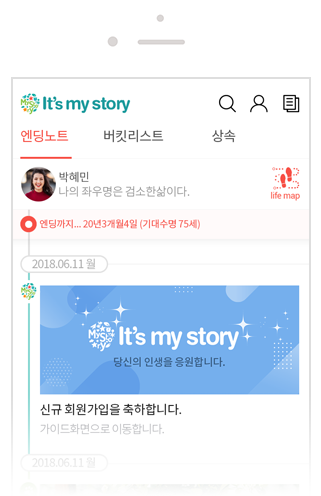 It's my story
엔딩노트 버킷리스트 상속
박혜민
나의 좌우명은 검소한삶이다.
life map
엔딩까지... 20년3개월4일 (기대수명 75세)
2018.06.11 월
MY STORY
It's my story
당신의 인생을 응원합니다.
신규 회원가입을 축하합니다.
가이드화면으로 이동합니다.
2018.06.11 월